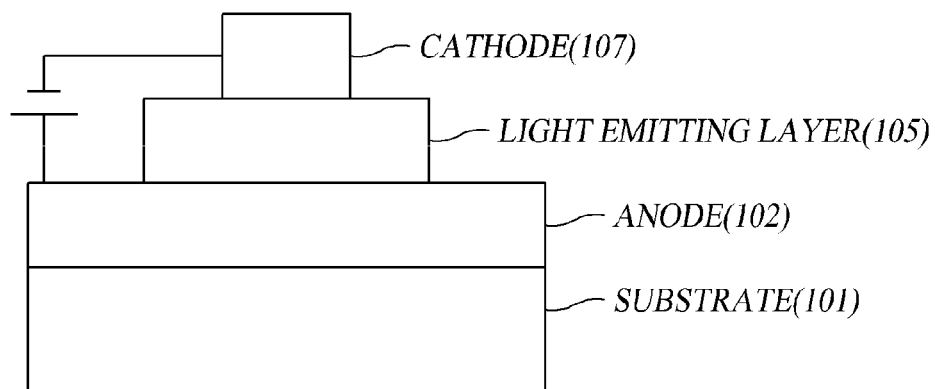 CATHODE(107)
LIGHT EMITTING LAYER(105)
ANODE(102)
SUBSTRATE(101)